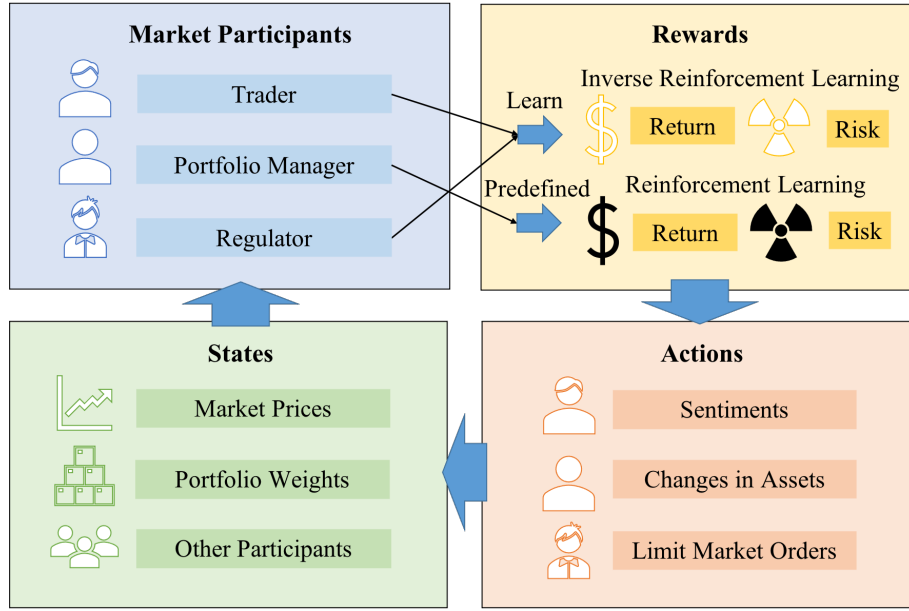 Market Participants
Trader
Portfolio Manager
Regulator
Rewards
Inverse Reinforcement Learning
Learn
Return
Risk
Reinforcement Learning
Predefined
Return
Risk
States
Market Prices
Portfolio Weights
Other Participants
Actions
Sentiments
Changes in Assets
Limit Market Orders